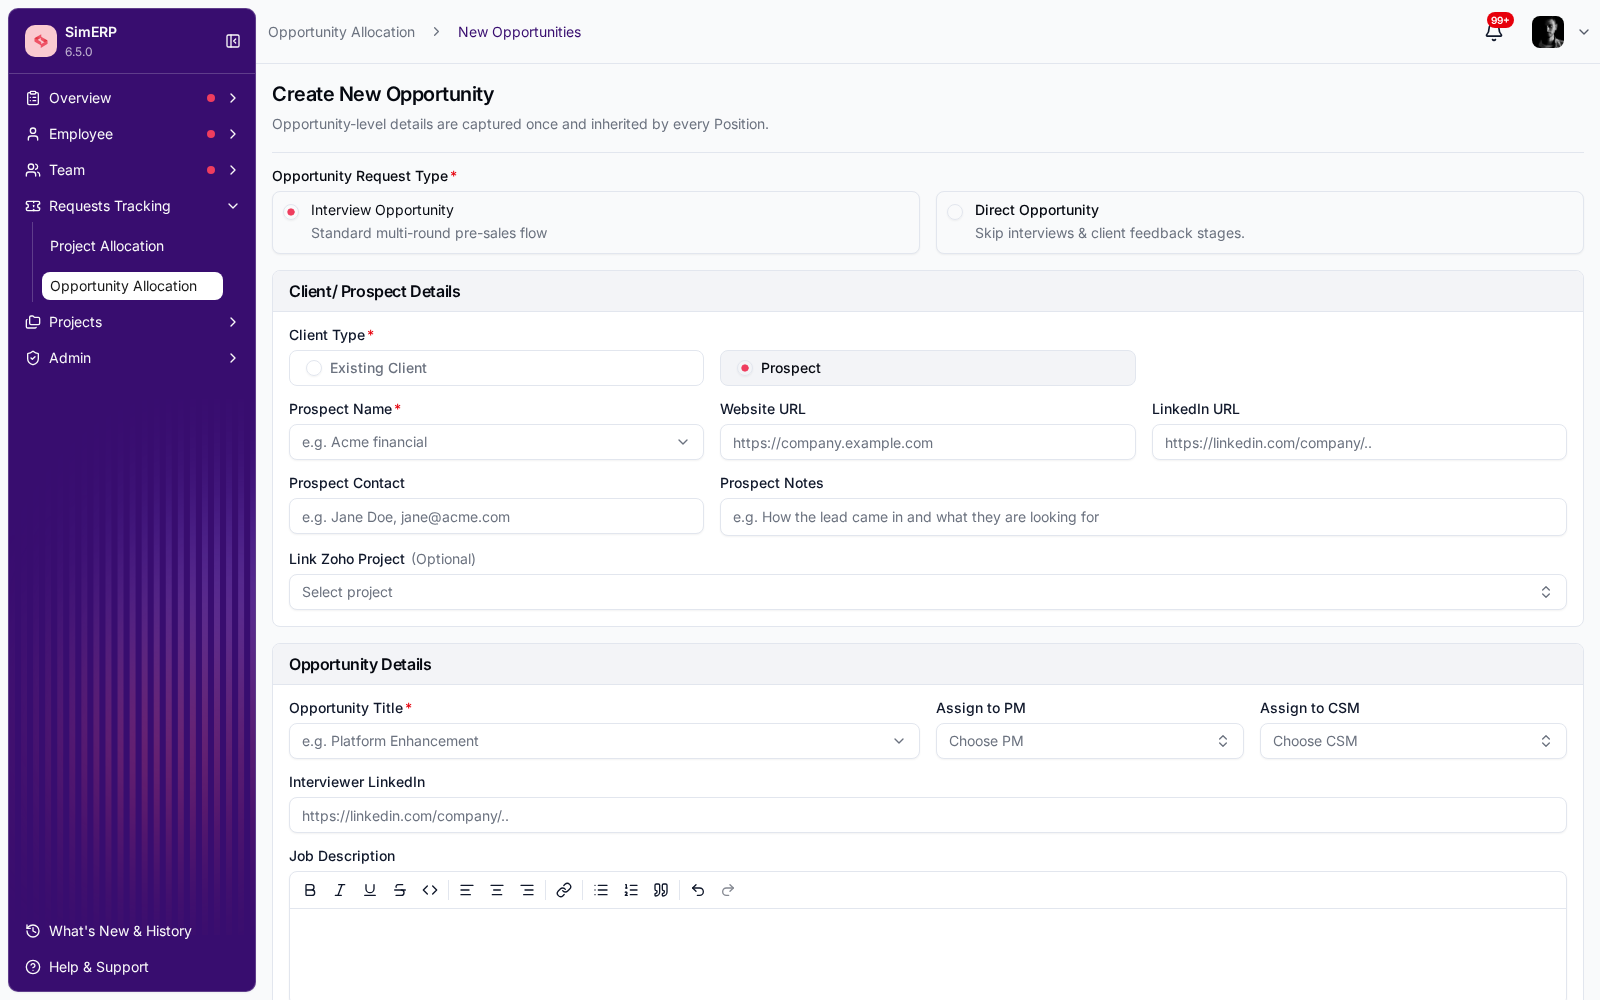 SimERP
6.5.0
Overview
Employee
Team
Requests Tracking
Project Allocation
Opportunity Allocation
Projects
Admin
What's New & History
Help & Support
Opportunity Allocation
New Opportunities
99+
Create New Opportunity
Opportunity-level details are captured once and inherited by every Position.
Opportunity Request Type*
Interview Opportunity
Standard multi-round pre-sales flow
Direct Opportunity
Skip interviews & client feedback stages.
Client/ Prospect Details
Client Type*
Existing Client
Prospect
Prospect Name*
Website URL
LinkedIn URL
e.g. Acme financial
https://company.example.com
https://linkedin.com/company/..
Prospect Contact
Prospect Notes
e.g. Jane Doe, jane@acme.com
e.g. How the lead came in and what they are looking for
Link Zoho Project (Optional)
Select project
Opportunity Details
Opportunity Title*
Assign to PM
Assign to CSM
e.g. Platform Enhancement
Choose PM
Choose CSM
Interviewer LinkedIn
https://linkedin.com/company/..
Job Description